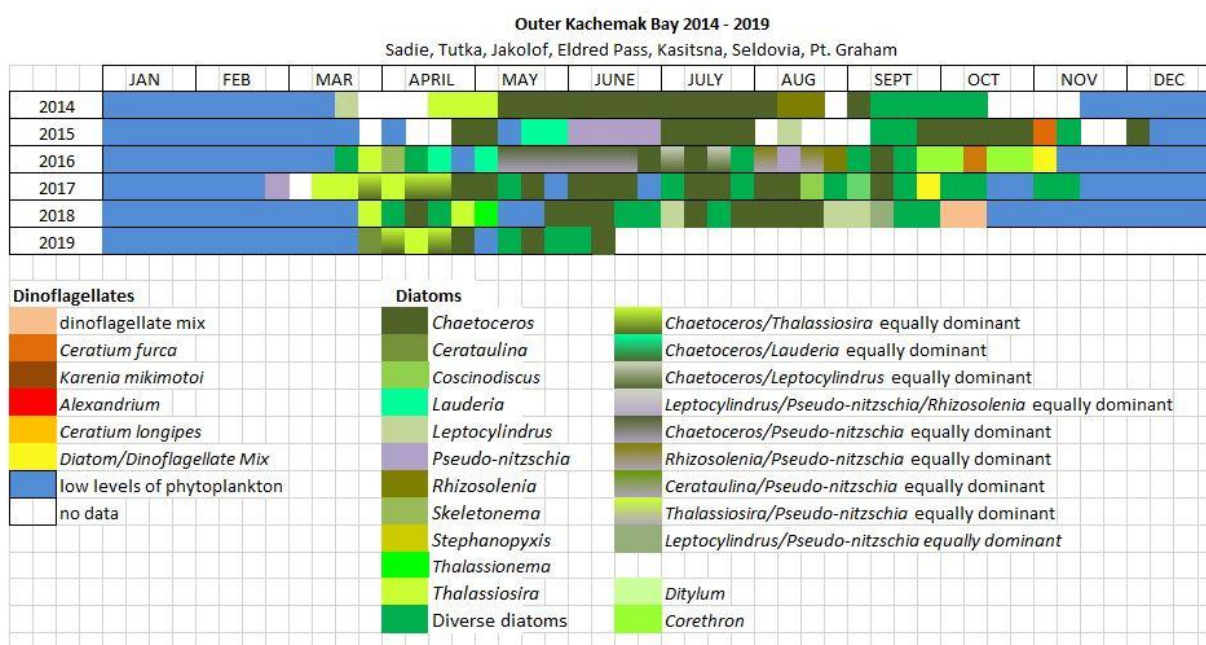 Outer Kachemak Bay 2014 - 2019
Sadie, Tutka, Jakolof, Eldred Pass, Kasitsna, Seldovia, Pt. Graham
JAN FEB MAR APRIL MAY JUNE JULY AUG SEPT OCT NOV DEC
2014
2015
2016
2017
2018
2019
Dinoflagellates
dinoflagellate mix
Ceratium furca
Karenia mikimotoi
Alexandrium
Ceratium longipes
Diatom/Dinoflagellate Mix
low levels of phytoplankton
no data
Diatoms
Chaetoceros
Cerataulina
Coscinodiscus
Lauderia
Leptocylindrus
Pseudo-nitzschia
Rhizosolenia
Skeletonema
Stephanopyxis
Thalassionema
Thalassiosira
Diverse diatoms
Chaetoceros/Thalassiosira equally dominant
Chaetoceros/Lauderia equally dominant
Chaetoceros/Leptocylindrus equally dominant
Leptocylindrus/Pseudo-nitzschia/Rhizosolenia equally dominant
Chaetoceros/Pseudo-nitzschia equally dominant
Rhizosolenia/Pseudo-nitzschia equally dominant
Cerataulina/Pseudo-nitzschia equally dominant
Thalassiosira/Pseudo-nitzschia equally dominant
Leptocylindrus/Pseudo-nitzschia equally dominant
Ditylum
Corethron